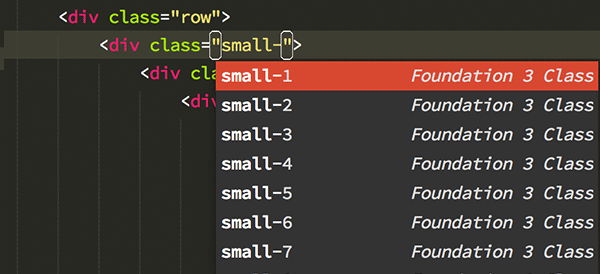 <div class="row">
<div class="small-">
<div cla
small-1 Foundation 3 Class
<div
small-2 Foundation 3 Class
small-3 Foundation 3 Class
small-4 Foundation 3 Class
small-5 Foundation 3 Class
small-6 Foundation 3 Class
small-7 Foundation 3 Class